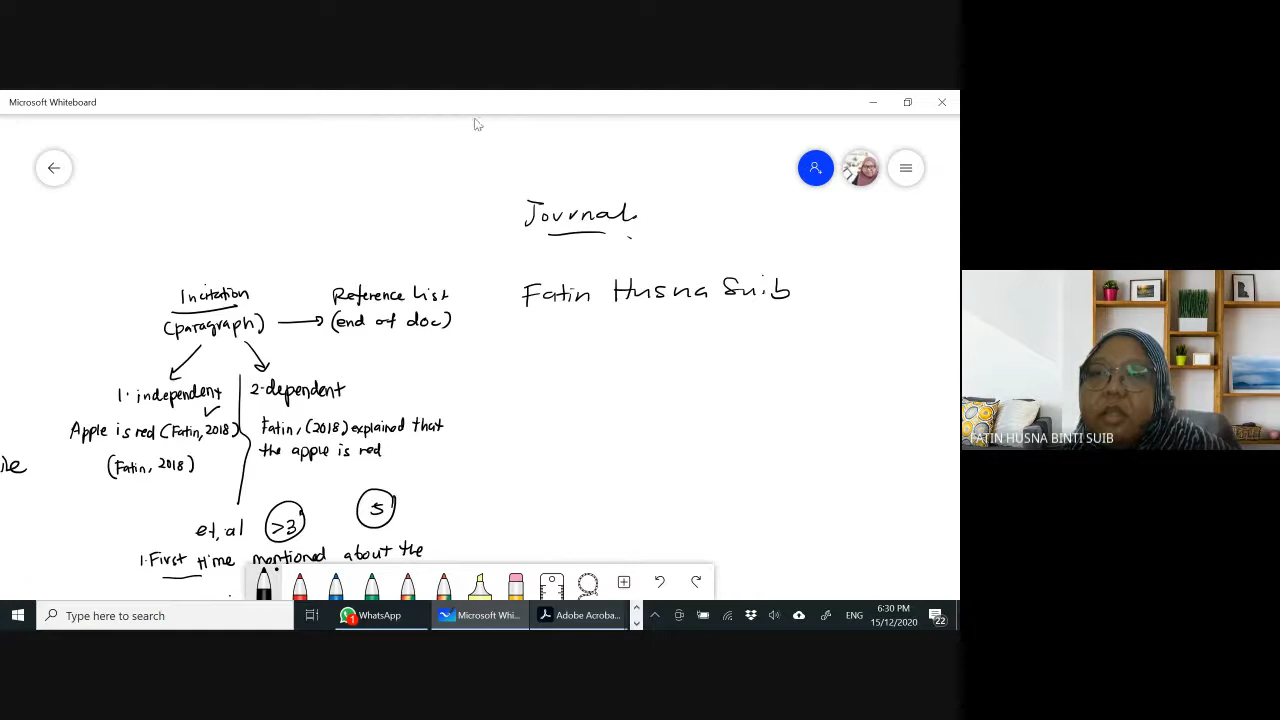 Microsoft Whiteboard
Journal
Incitation
(paragraph)
Reference List
(end of doc)
Fatin Husna Suib
1. independent
Apple is red (Fatin, 2018)
(Fatin, 2018)
2. dependent
Fatin, (2018) explained that
the apple is red
et, al >3 5
1. First time mentioned about the
FATIN HUSNA BINTI SUIB
Type here to search
WhatsApp
1
Microsoft Whi...
Adobe Acroba...
ENG
6:30 PM
15/12/2020
22